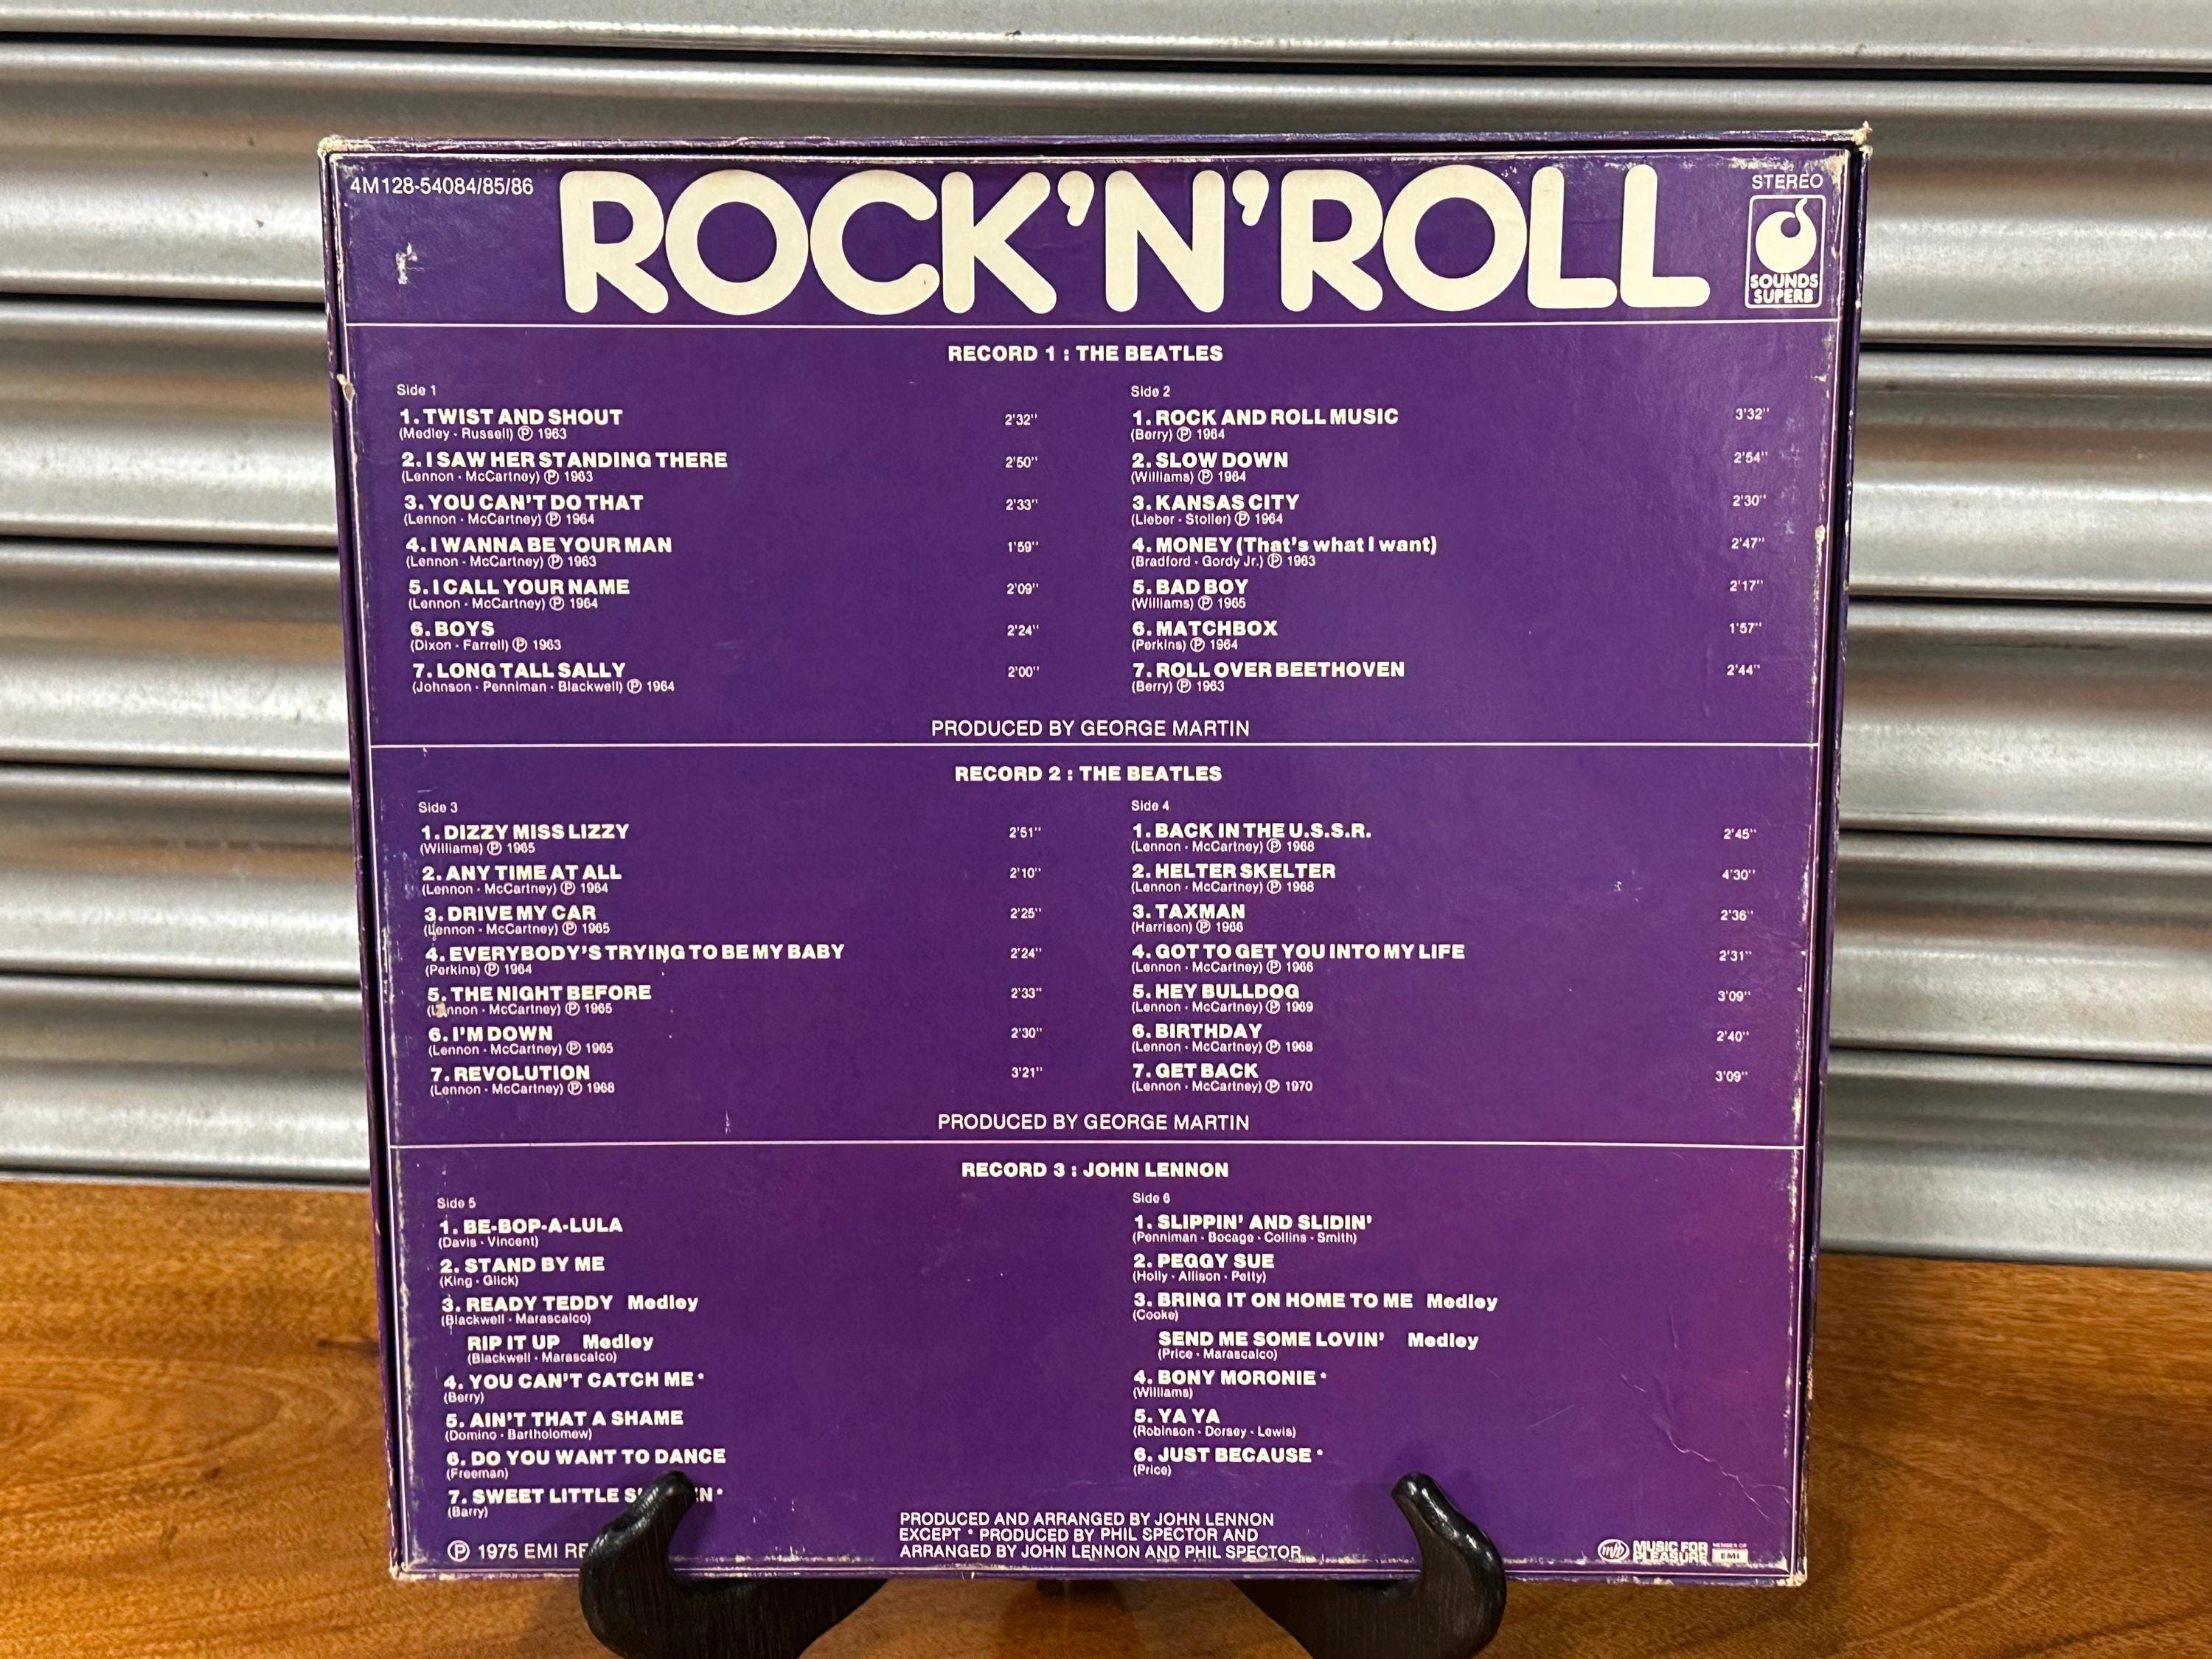 4M128-54084/85/86
ROCK'N'ROLL
STEREO
SOUNDS
SUPERB
RECORD 1 : THE BEATLES
Side 1
1. TWIST AND SHOUT 2'32''
(Medley - Russell) Ⓟ 1963
2. I SAW HER STANDING THERE 2'50''
(Lennon - McCartney) Ⓟ 1963
3. YOU CAN'T DO THAT 2'33''
(Lennon - McCartney) Ⓟ 1964
4. I WANNA BE YOUR MAN 1'59''
(Lennon - McCartney) Ⓟ 1963
5. I CALL YOUR NAME 2'09''
(Lennon - McCartney) Ⓟ 1964
6. BOYS 2'24''
(Dixon - Farrell) Ⓟ 1963
7. LONG TALL SALLY 2'00''
(Johnson - Penniman - Blackwell) Ⓟ 1964
Side 2
1. ROCK AND ROLL MUSIC 3'32''
(Berry) Ⓟ 1964
2. SLOW DOWN 2'54''
(Williams) Ⓟ 1964
3. KANSAS CITY 2'30''
(Lieber - Stoller) Ⓟ 1964
4. MONEY (That's what I want) 2'47''
(Bradford - Gordy Jr.) Ⓟ 1963
5. BAD BOY 2'17''
(Williams) Ⓟ 1965
6. MATCHBOX 1'57''
(Perkins) Ⓟ 1964
7. ROLL OVER BEETHOVEN 2'44''
(Berry) Ⓟ 1963
PRODUCED BY GEORGE MARTIN
RECORD 2 : THE BEATLES
Side 3
1. DIZZY MISS LIZZY 2'51''
(Williams) Ⓟ 1965
2. ANY TIME AT ALL 2'10''
(Lennon - McCartney) Ⓟ 1964
3. DRIVE MY CAR 2'25''
(Lennon - McCartney) Ⓟ 1965
4. EVERYBODY'S TRYING TO BE MY BABY 2'24''
(Perkins) Ⓟ 1964
5. THE NIGHT BEFORE 2'33''
(Lennon - McCartney) Ⓟ 1965
6. I'M DOWN 2'30''
(Lennon - McCartney) Ⓟ 1965
7. REVOLUTION 3'21''
(Lennon - McCartney) Ⓟ 1968
Side 4
1. BACK IN THE U.S.S.R. 2'45''
(Lennon - McCartney) Ⓟ 1968
2. HELTER SKELTER 4'30''
(Lennon - McCartney) Ⓟ 1968
3. TAXMAN 2'36''
(Harrison) Ⓟ 1966
4. GOT TO GET YOU INTO MY LIFE 2'31''
(Lennon - McCartney) Ⓟ 1966
5. HEY BULLDOG 3'09''
(Lennon - McCartney) Ⓟ 1969
6. BIRTHDAY 2'40''
(Lennon - McCartney) Ⓟ 1968
7. GET BACK 3'09''
(Lennon - McCartney) Ⓟ 1970
PRODUCED BY GEORGE MARTIN
RECORD 3 : JOHN LENNON
Side 5
1. BE-BOP-A-LULA
(Davis - Vincent)
2. STAND BY ME
(King - Glick)
3. READY TEDDY Medley
(Blackwell - Marascalco)
RIP IT UP Medley
(Blackwell - Marascalco)
4. YOU CAN'T CATCH ME *
(Berry)
5. AIN'T THAT A SHAME
(Domino - Bartholomew)
6. DO YOU WANT TO DANCE
(Freeman)
7. SWEET LITTLE
(Barry)
Side 6
1. SLIPPIN' AND SLIDIN'
(Penniman - Bocage - Collins - Smith)
2. PEGGY SUE
(Holly - Allison - Petty)
3. BRING IT ON HOME TO ME Medley
(Cooke)
SEND ME SOME LOVIN' Medley
(Price - Marascalco)
4. BONY MORONIE *
(Williams)
5. YA YA
(Robinson - Dorsey - Lewis)
6. JUST BECAUSE *
(Price)
Ⓟ 1975 EMI
PRODUCED AND ARRANGED BY JOHN LENNON
EXCEPT * PRODUCED BY PHIL SPECTOR AND
ARRANGED BY JOHN LENNON AND PHIL SPECTOR
mfp MUSIC FOR
PLEASURE
MEMBER OF
EMI